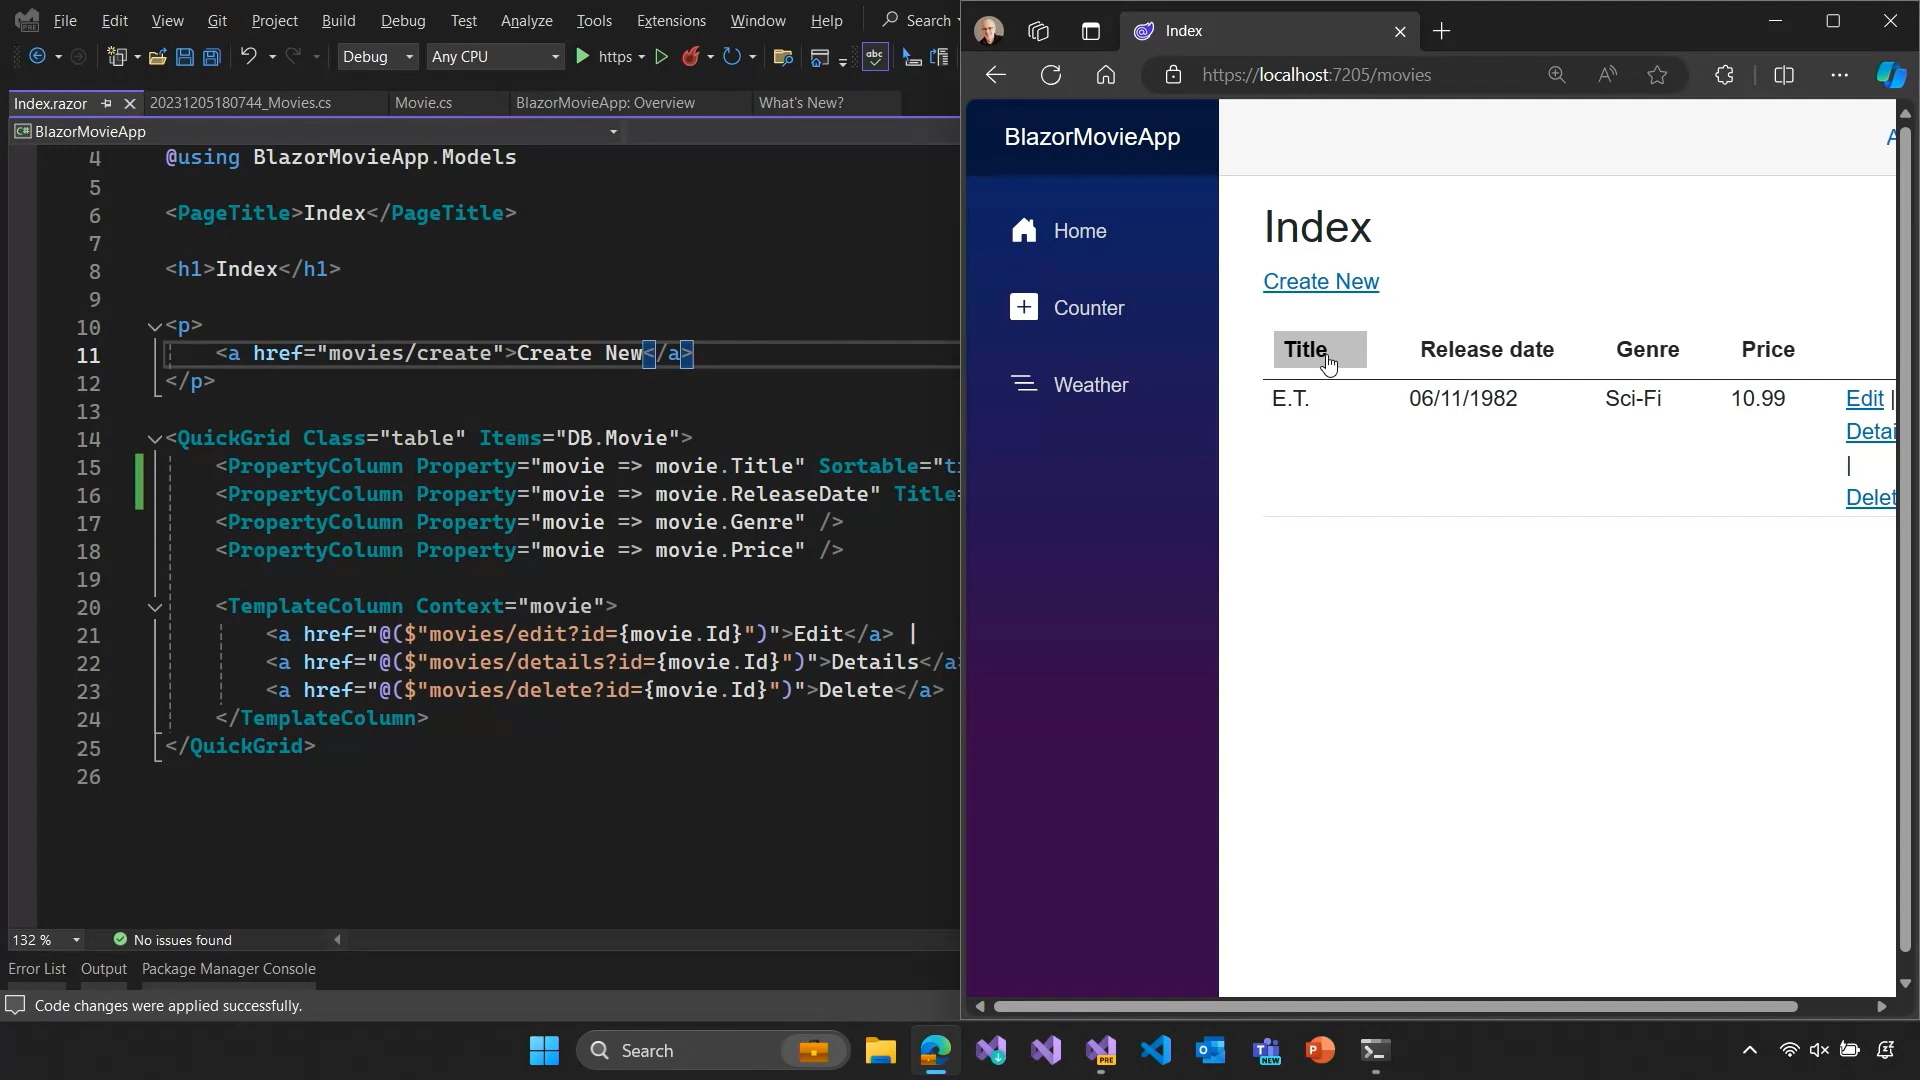 File Edit View Git Project Build Debug Test Analyze Tools Extensions Window Help Search
Debug Any CPU https
Index.razor 20231205180744_Movies.cs Movie.cs BlazorMovieApp: Overview What's New?
BlazorMovieApp
4 @using BlazorMovieApp.Models
5
6 <PageTitle>Index</PageTitle>
7
8 <h1>Index</h1>
9
10 <p>
11 <a href="movies/create">Create New</a>
12 </p>
13
14 <QuickGrid Class="table" Items="DB.Movie">
15 <PropertyColumn Property="movie => movie.Title" Sortable="t
16 <PropertyColumn Property="movie => movie.ReleaseDate" Title=
17 <PropertyColumn Property="movie => movie.Genre" />
18 <PropertyColumn Property="movie => movie.Price" />
19
20 <TemplateColumn Context="movie">
21 <a href="@($"movies/edit?id={movie.Id}")">Edit</a> |
22 <a href="@($"movies/details?id={movie.Id}")">Details</a
23 <a href="@($"movies/delete?id={movie.Id}")">Delete</a>
24 </TemplateColumn>
25 </QuickGrid>
26
132 % No issues found
Error List Output Package Manager Console
Code changes were applied successfully.
Index
https://localhost:7205/movies
BlazorMovieApp
Home
Counter
Weather
Index
Create New
Title Release date Genre Price
E.T. 06/11/1982 Sci-Fi 10.99 Edit |
Detai
|
Delet
Search
PRE
NEW